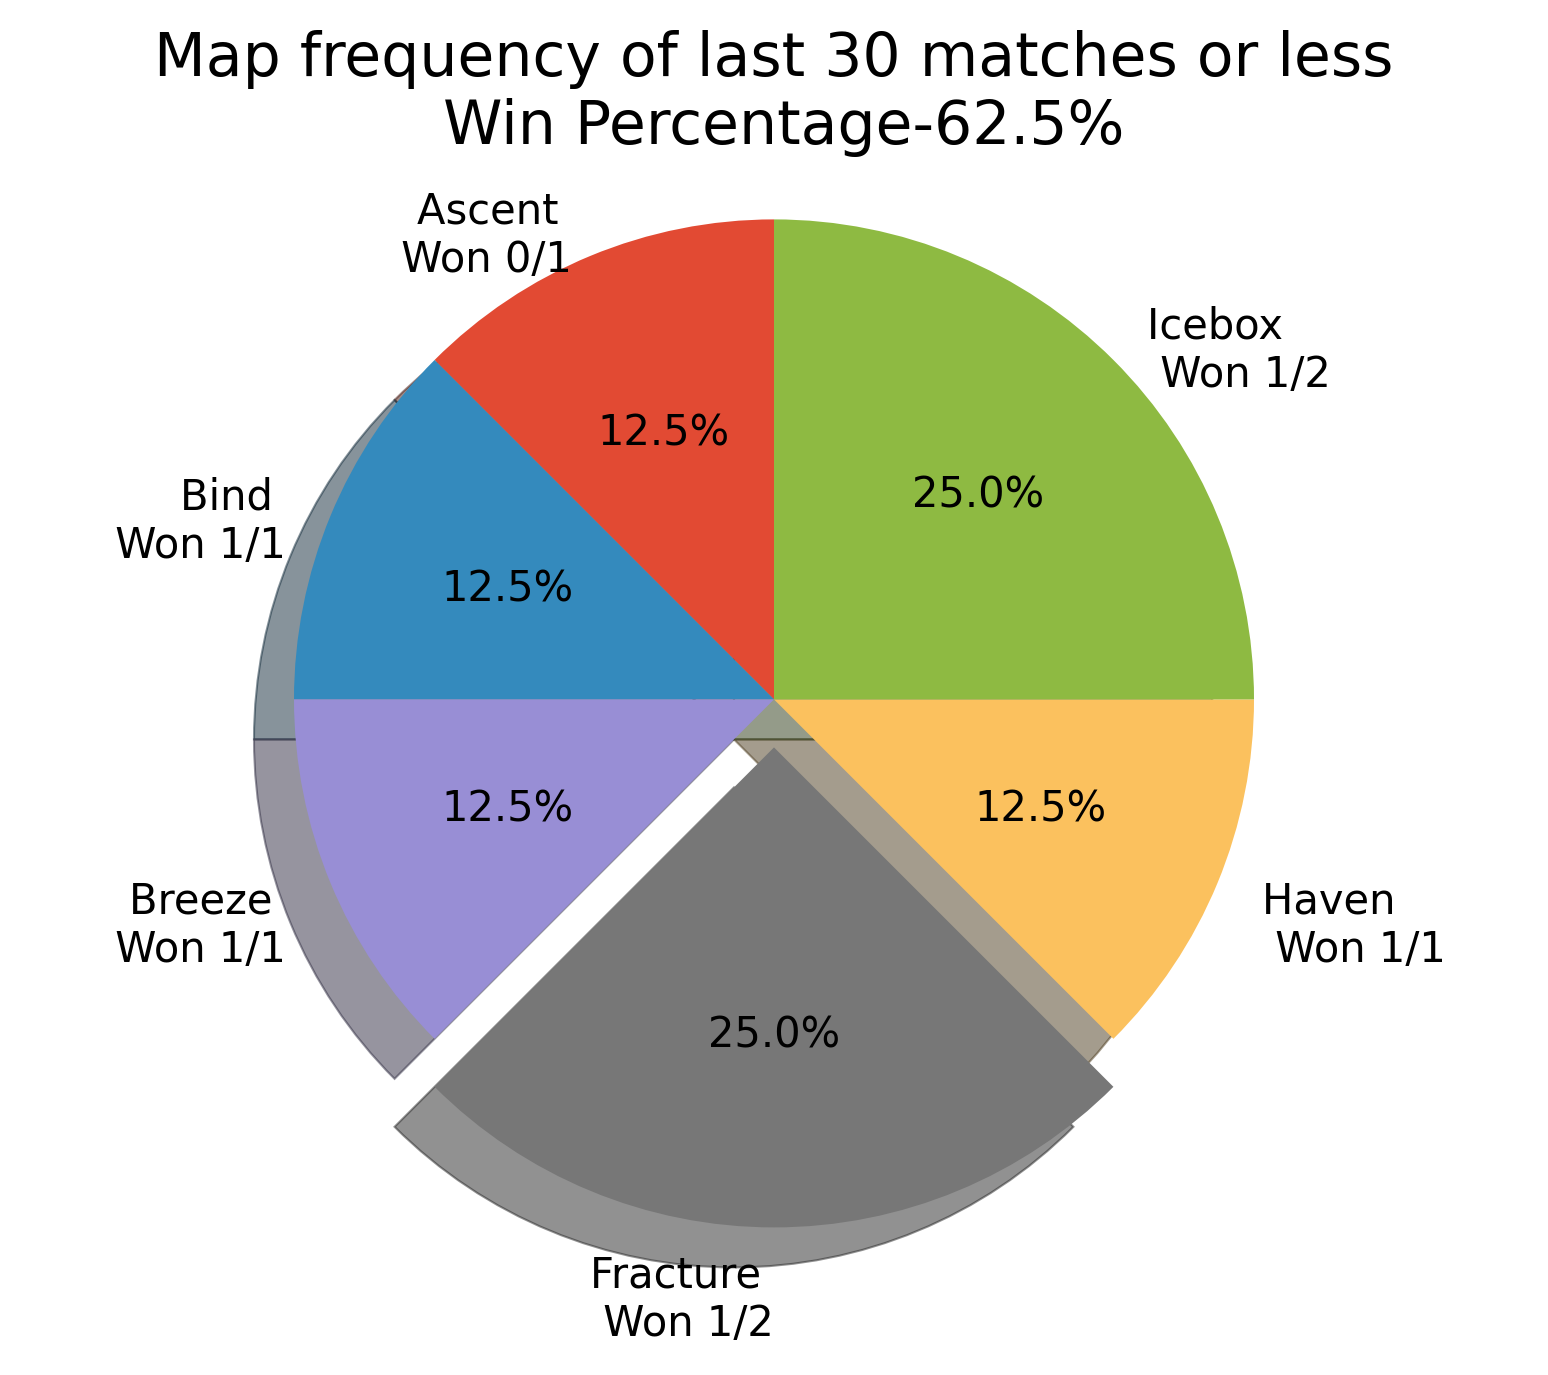 Map frequency of last 30 matches or less
Win Percentage-62.5%
Ascent
Won 0/1
Icebox
Won 1/2
12.5%
25.0%
Bind
Won 1/1
12.5%
12.5%
12.5%
Breeze
Won 1/1
Haven
Won 1/1
25.0%
Fracture
Won 1/2